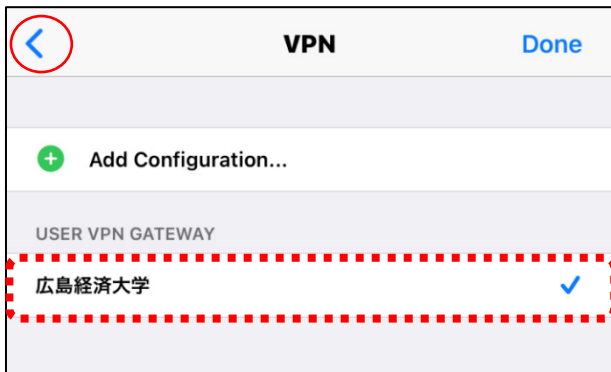 VPN Done
Add Configuration...
USER VPN GATEWAY
広島経済大学